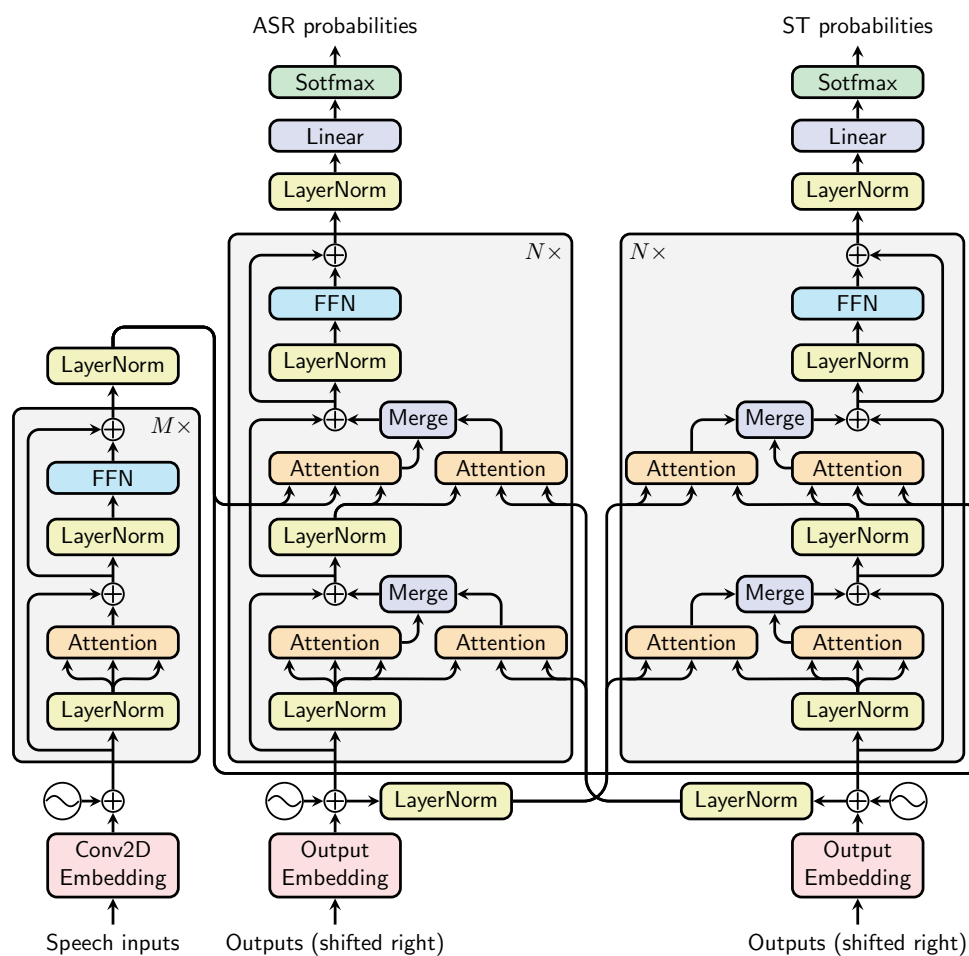 ASR probabilities
ST probabilities
Sotfmax
Sotfmax
Linear
Linear
LayerNorm
LayerNorm
N×
N×
FFN
FFN
LayerNorm
LayerNorm
LayerNorm
M×
Merge
Merge
FFN
Attention
Attention
Attention
Attention
LayerNorm
LayerNorm
LayerNorm
Merge
Merge
Attention
Attention
Attention
Attention
Attention
LayerNorm
LayerNorm
LayerNorm
LayerNorm
LayerNorm
Conv2D
Embedding
Output
Embedding
Output
Embedding
Speech inputs
Outputs (shifted right)
Outputs (shifted right)